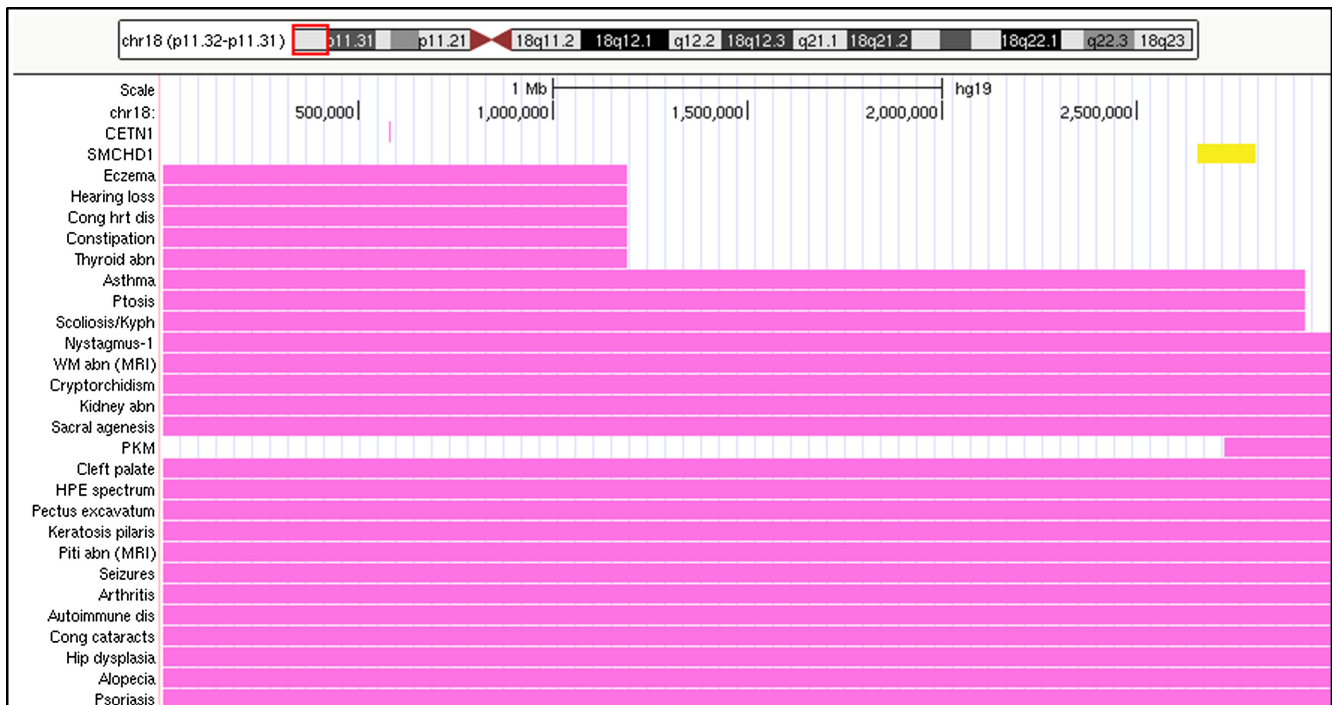 chr18 (p11.32-p11.31) p11.31 p11.21 18q11.2 18q12.1 q12.2 18q12.3 q21.1 18q21.2 18q22.1 q22.3 18q23
Scale 1 Mb hg19
chr18: 500,000 1,000,000 1,500,000 2,000,000 2,500,000
CETN1
SMCHD1
Eczema
Hearing loss
Cong hrt dis
Constipation
Thyroid abn
Asthma
Ptosis
Scoliosis/Kyph
Nystagmus-1
WM abn (MRI)
Cryptorchidism
Kidney abn
Sacral agenesis
PKM
Cleft palate
HPE spectrum
Pectus excavatum
Keratosis pilaris
Piti abn (MRI)
Seizures
Arthritis
Autoimmune dis
Cong cataracts
Hip dysplasia
Alopecia
Psoriasis